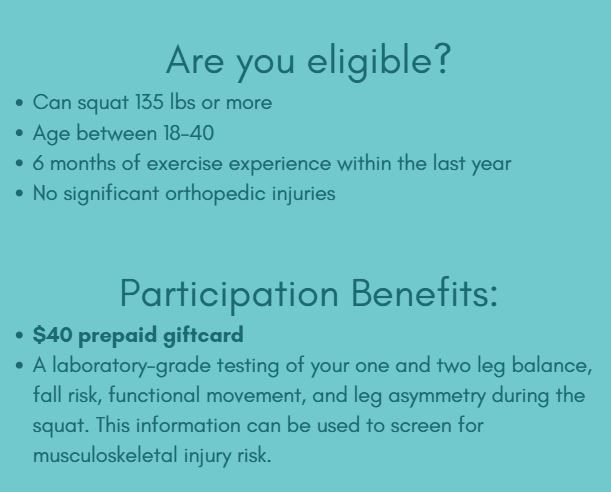 Are you eligible?
• Can squat 135 lbs or more
• Age between 18-40
• 6 months of exercise experience within the last year
• No significant orthopedic injuries
Participation Benefits:
• $40 prepaid giftcard
• A laboratory-grade testing of your one and two leg balance,
fall risk, functional movement, and leg asymmetry during the
squat. This information can be used to screen for
musculoskeletal injury risk.